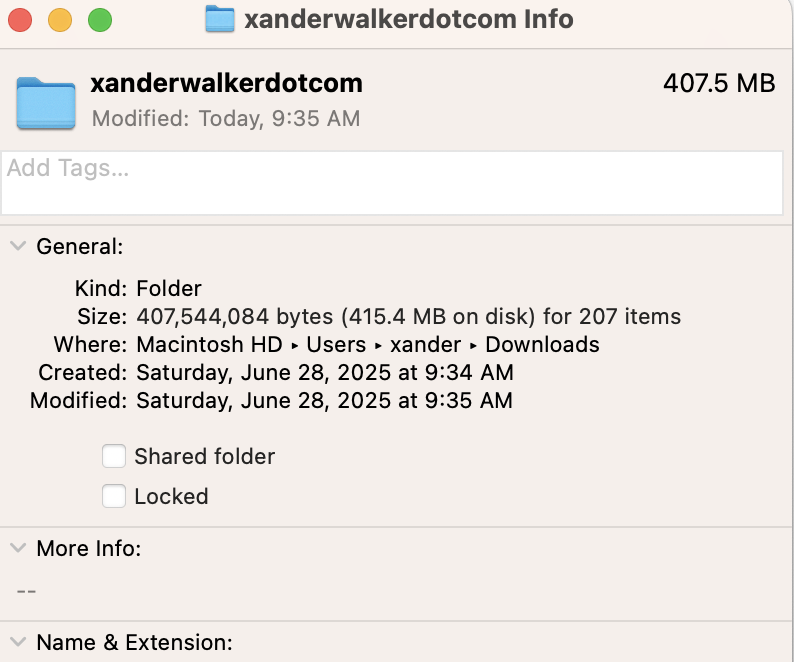 xanderwalkerdotcom Info
xanderwalkerdotcom 407.5 MB
Modified: Today, 9:35 AM
Add Tags...
General:
Kind: Folder
Size: 407,544,084 bytes (415.4 MB on disk) for 207 items
Where: Macintosh HD ▸ Users ▸ xander ▸ Downloads
Created: Saturday, June 28, 2025 at 9:34 AM
Modified: Saturday, June 28, 2025 at 9:35 AM
Shared folder
Locked
More Info:
--
Name & Extension: